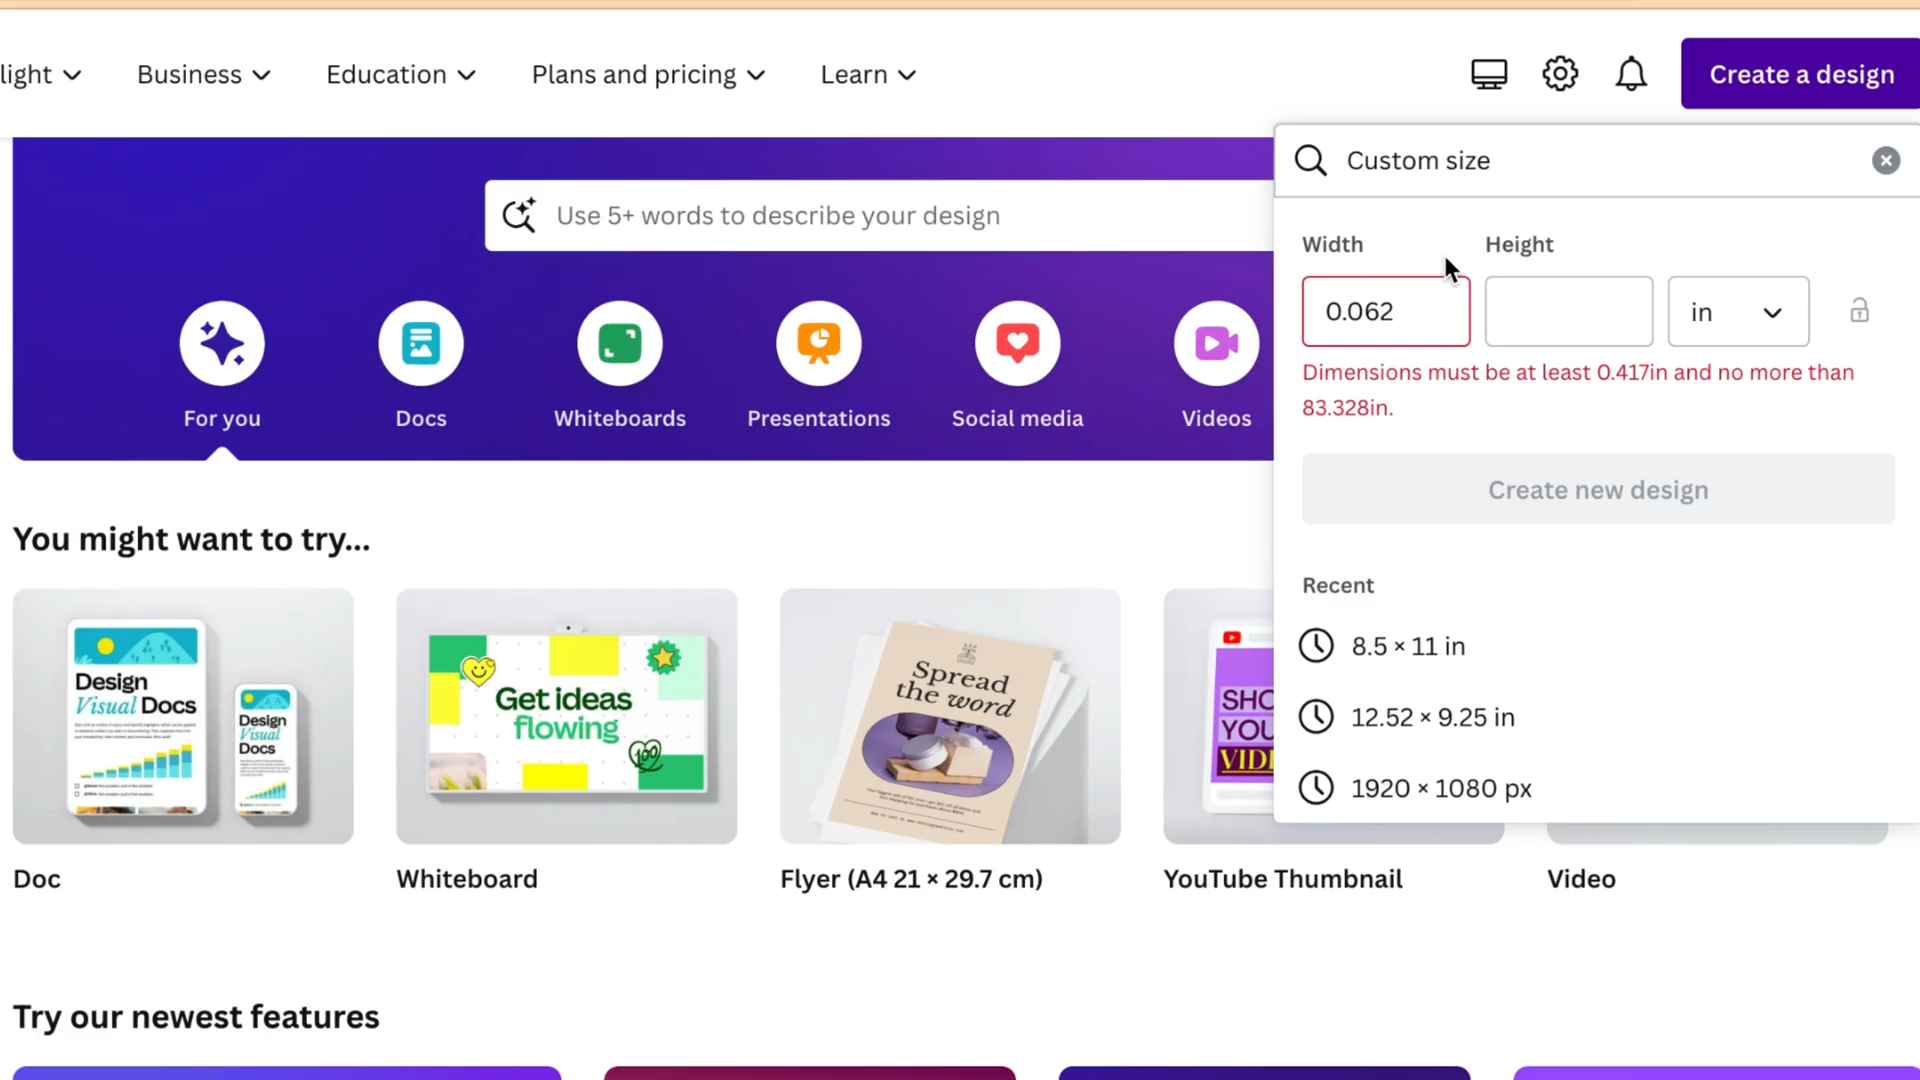 light
Business
Education
Plans and pricing
Learn
Create a design
Custom size
Use 5+ words to describe your design
Width
Height
0.062
in
Dimensions must be at least 0.417in and no more than
83.328in.
For you
Docs
Whiteboards
Presentations
Social media
Videos
Create new design
You might want to try...
Recent
8.5 × 11 in
12.52 × 9.25 in
1920 × 1080 px
Design
Visual Docs
Design
Visual
Docs
Get ideas
flowing
100
Spread
the word
SHO
YOU
VID
Doc
Whiteboard
Flyer (A4 21 × 29.7 cm)
YouTube Thumbnail
Video
Try our newest features